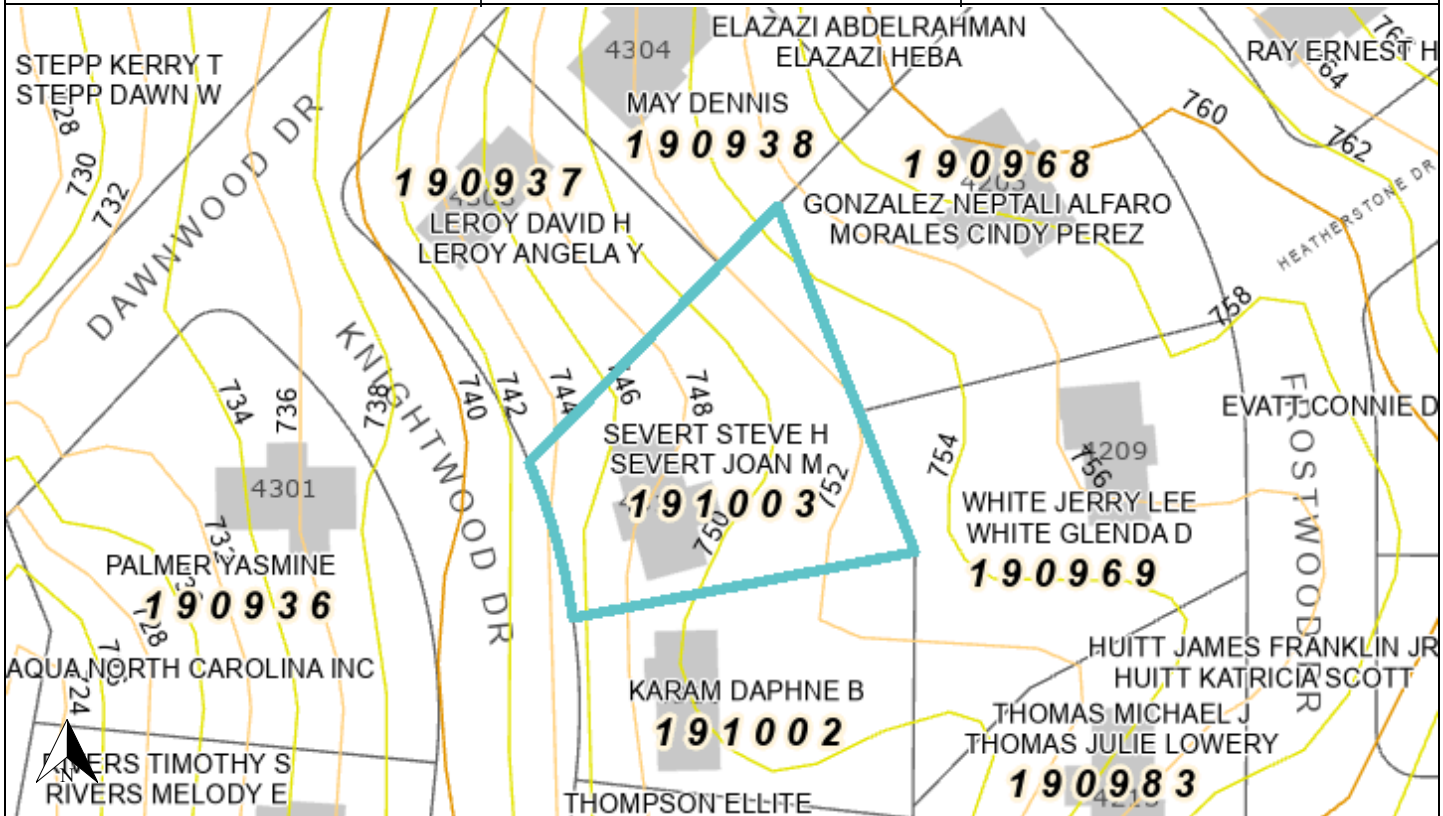 ELAZAZI ABDELRAHMAN
ELAZAZI HEBA
4304
RAY ERNEST H
764
STEPP KERRY T
STEPP DAWN W
728
730
732
DAWNWOOD DR
MAY DENNIS
190938
760
762
190937
LEROY DAVID H
LEROY ANGELA Y
190968
GONZALEZ NEPTALI ALFARO
MORALES CINDY PEREZ
HEATHERSTONE DR
758
KNIGHTWOOD DR
734
736
738
740
742
744
746
748
SEVERT STEVE H
SEVERT JOAN M
191003
750
752
754
756
4209
EVATT CONNIE D
FROSTWOOD DR
4301
WHITE JERRY LEE
WHITE GLENDA D
190969
732
PALMER YASMINE
190936
728
AQUA NORTH CAROLINA INC
724
HUITT JAMES FRANKLIN JR
HUITT KATRICIA SCOTT
KARAM DAPHNE B
191002
THOMAS MICHAEL J
THOMAS JULIE LOWERY
190983
N
RIVERS TIMOTHY S
RIVERS MELODY E
THOMPSON ELLITE